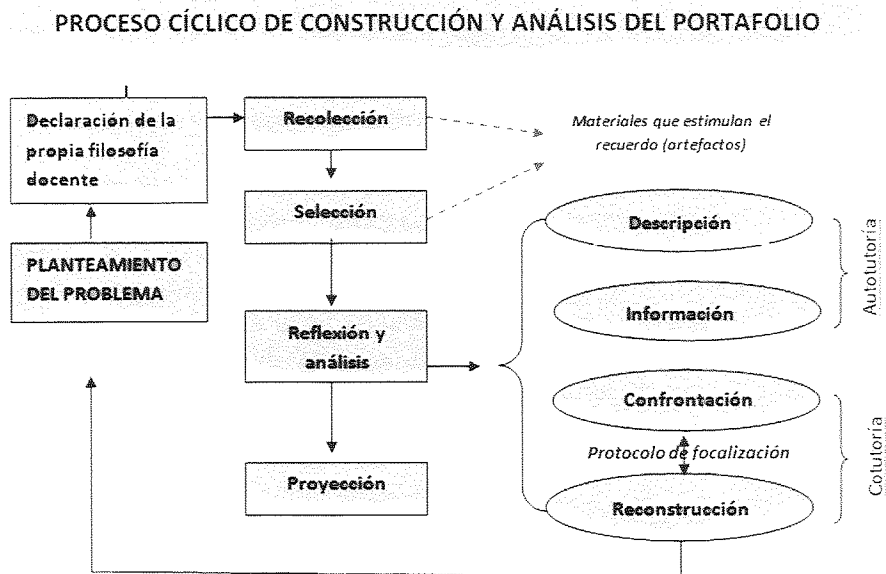 PROCESO CÍCLICO DE CONSTRUCCIÓN Y ANÁLISIS DEL PORTAFOLIO
Declaración de la
propia filosofía
docente
PLANTEAMIENTO
DEL PROBLEMA
Recolección
Selección
Reflexión y
análisis
Proyección
Materiales que estimulan el
recuerdo (artefactos)
Descripción
Información
Confrontación
Protocolo de focalización
Reconstrucción
Autotutoría
Cotutoría